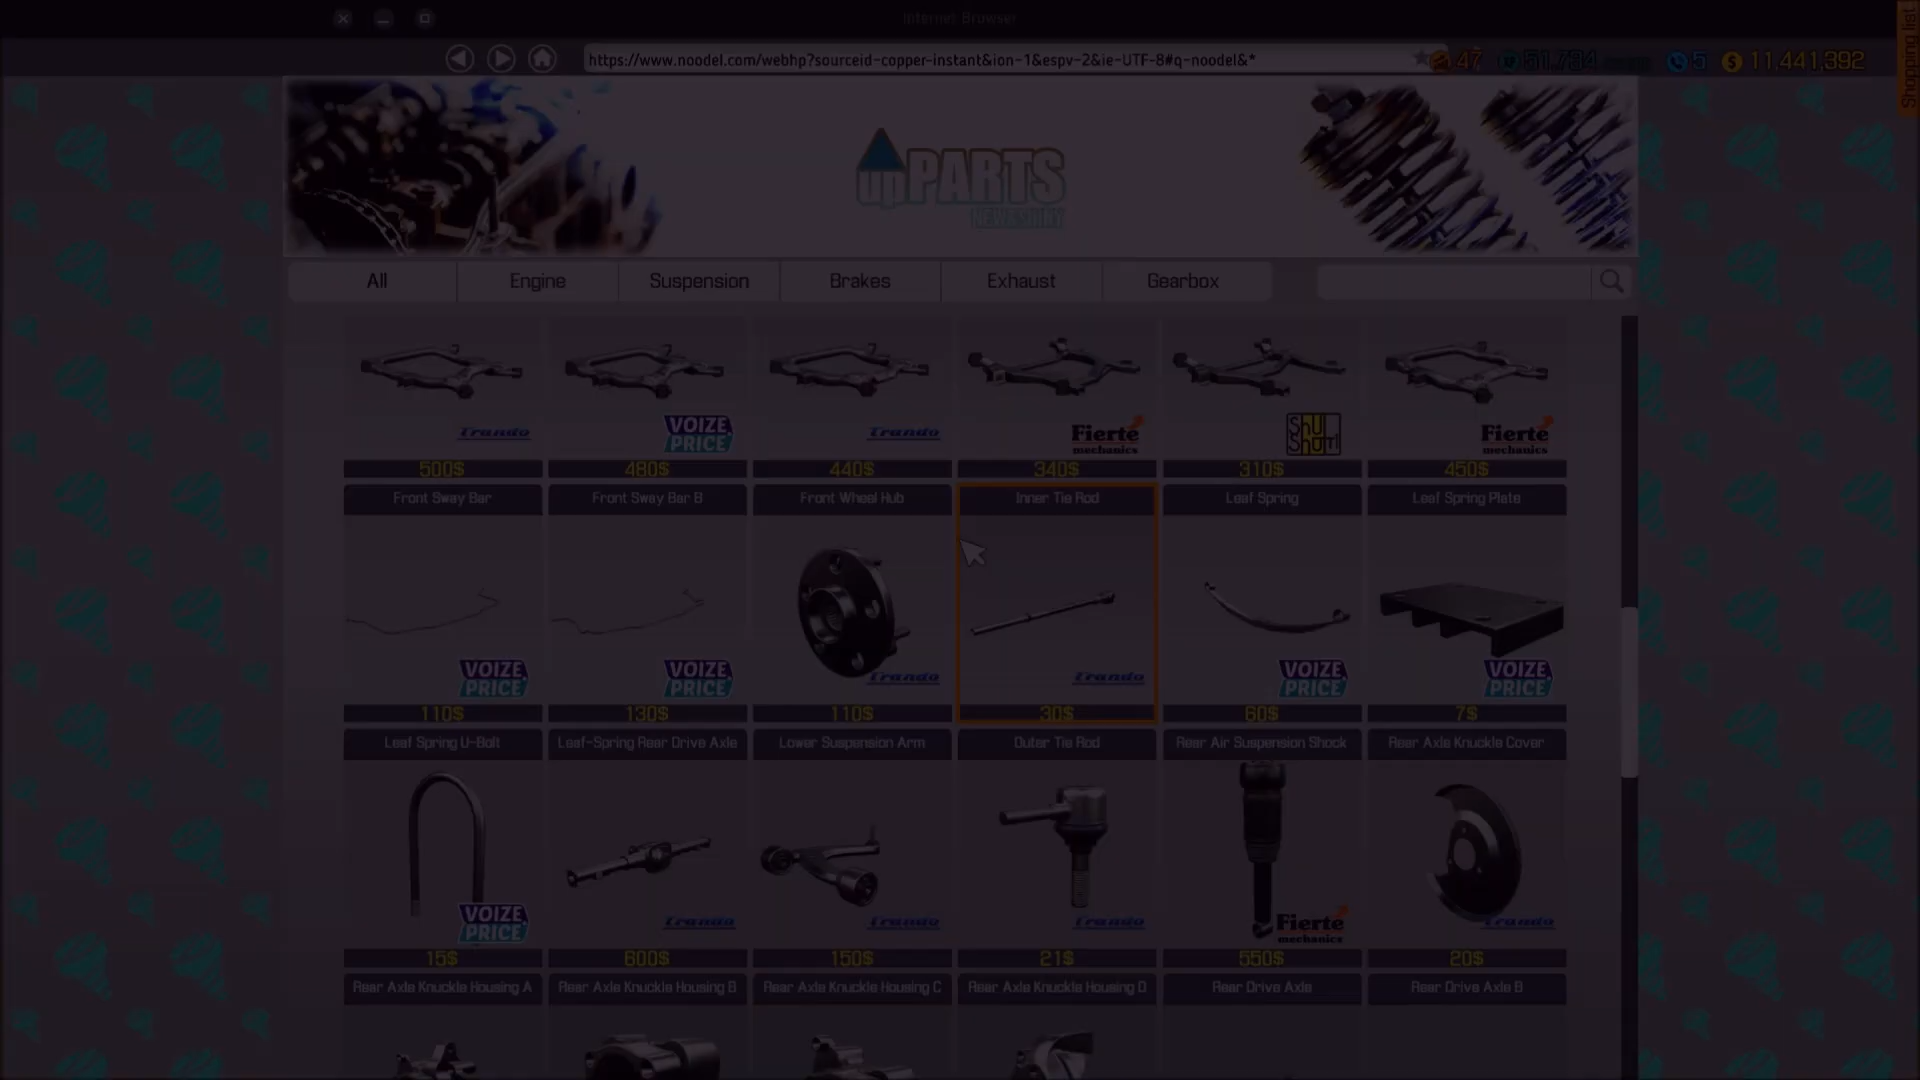 Internet Browser
Shopping list
https://www.noodel.com/webhp?sourceid-copper-instant&ion-1&espv-2&ie-UTF-8#q-noodel&*
47
51,734
5
$ 11,441,392
upPARTS
All
Engine
Suspension
Brakes
Exhaust
Gearbox
Trando
VOIZE PRICE
Trando
Fierte mechanics
Shu Shum
Fierte mechanics
500$
480$
440$
340$
310$
450$
Front Sway Bar
Front Sway Bar B
Front Wheel Hub
Inner Tie Rod
Leaf Spring
Leaf Spring Plate
VOIZE PRICE
VOIZE PRICE
Trando
Trando
VOIZE PRICE
VOIZE PRICE
110$
130$
110$
30$
60$
7$
Leaf Spring U-Bolt
Leaf-Spring Rear Drive Axle
Lower Suspension Arm
Outer Tie Rod
Rear Air Suspension Shock
Rear Axle Knuckle Cover
VOIZE PRICE
Trando
Trando
Trando
Fierte mechanics
Trando
15$
600$
150$
21$
550$
20$
Rear Axle Knuckle Housing A
Rear Axle Knuckle Housing B
Rear Axle Knuckle Housing C
Rear Axle Knuckle Housing D
Rear Drive Axle
Rear Drive Axle B